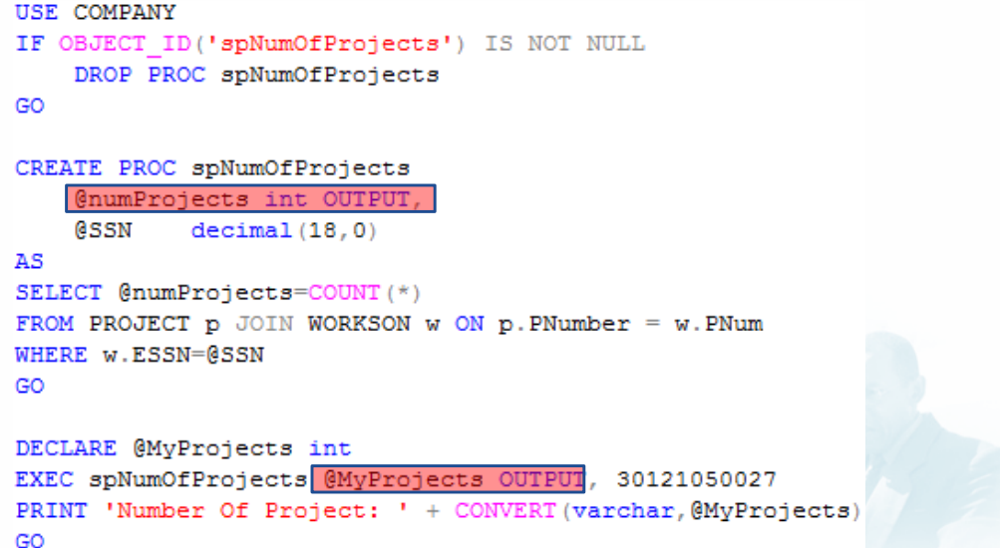 USE COMPANY
IF OBJECT_ID('spNumOfProjects') IS NOT NULL
    DROP PROC spNumOfProjects
GO

CREATE PROC spNumOfProjects
    @numProjects int OUTPUT,
    @SSN    decimal(18,0)
AS
SELECT @numProjects=COUNT(*)
FROM PROJECT p JOIN WORKSON w ON p.PNumber = w.PNum
WHERE w.ESSN=@SSN
GO

DECLARE @MyProjects int
EXEC spNumOfProjects @MyProjects OUTPUT, 30121050027
PRINT 'Number Of Project: ' + CONVERT(varchar,@MyProjects)
GO